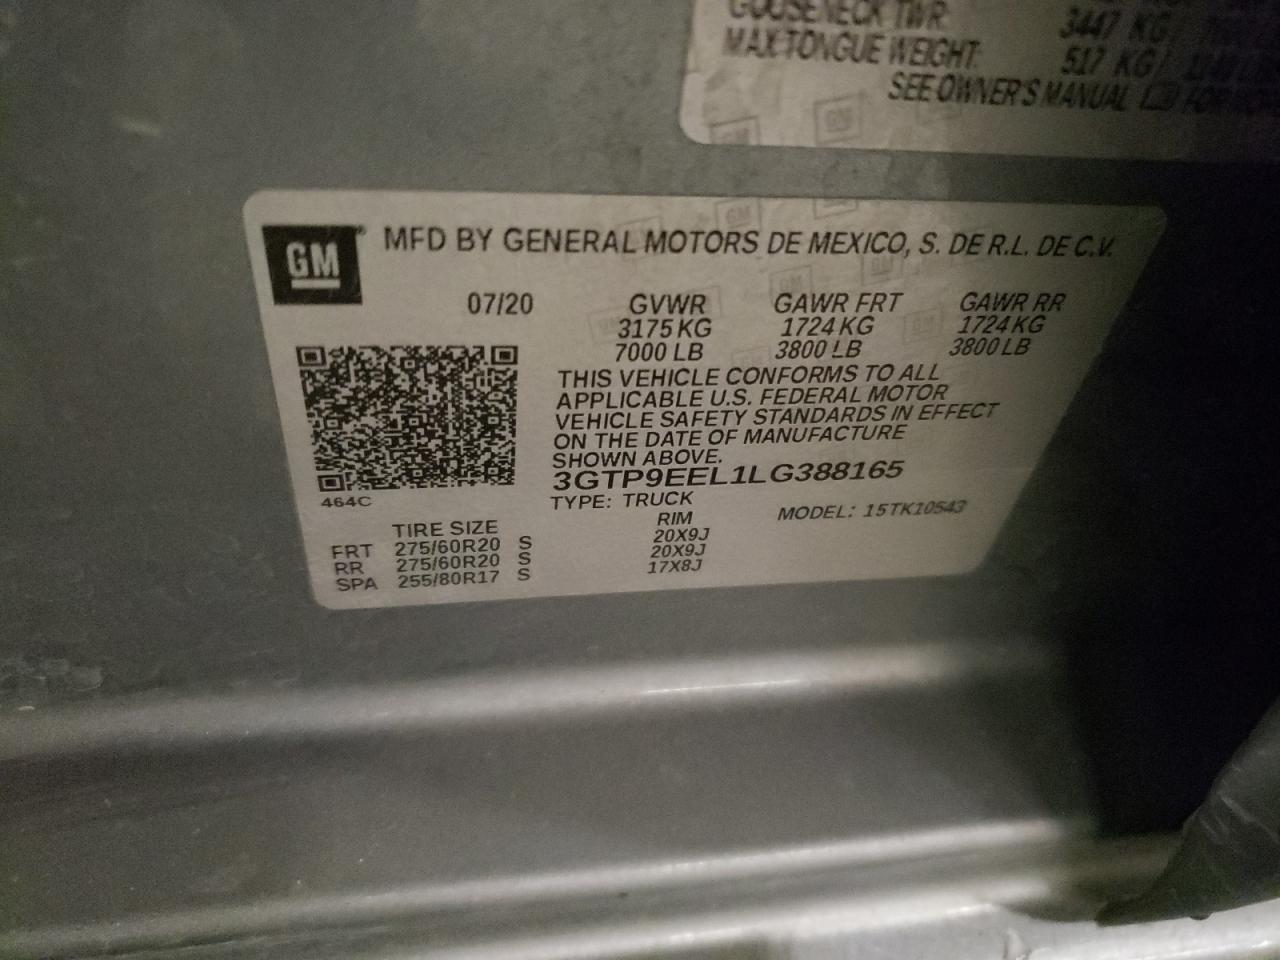 GOOSENECK TWR:
3447 KG /
MAX TONGUE WEIGHT:
517 KG /
SEE OWNER'S MANUAL
GM
MFD BY GENERAL MOTORS DE MEXICO, S. DE R.L. DE C.V.
07/20 GVWR GAWR FRT GAWR RR
3175 KG 1724 KG 1724 KG
7000 LB 3800 LB 3800 LB
THIS VEHICLE CONFORMS TO ALL
APPLICABLE U.S. FEDERAL MOTOR
VEHICLE SAFETY STANDARDS IN EFFECT
ON THE DATE OF MANUFACTURE
SHOWN ABOVE.
3GTP9EEL1LG388165
464C
TYPE: TRUCK MODEL: 15TK10543
TIRE SIZE RIM
FRT 275/60R20 S 20X9J
RR 275/60R20 S 20X9J
SPA 255/80R17 S 17X8J